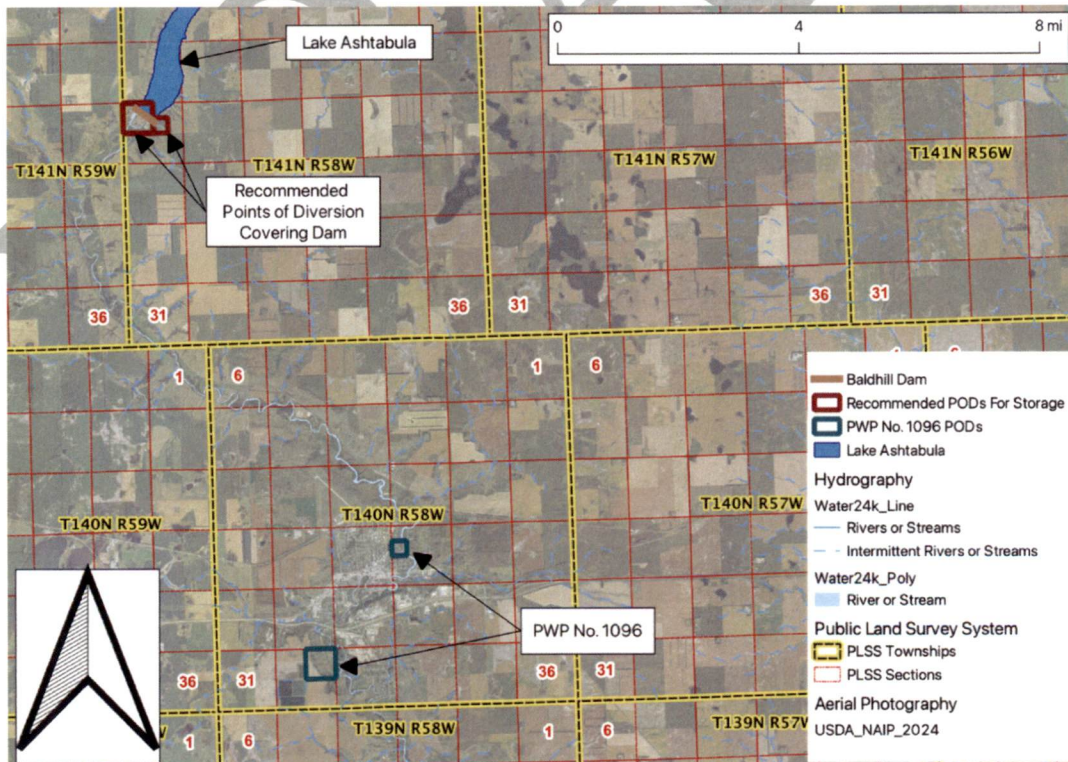 0 4 8 mi
Lake Ashtabula
T141N R59W
T141N R58W
T141N R57W
T141N R56W
Recommended
Points of Diversion
Covering Dam
36
31
36
31
36
31
1
6
1
6
1
Baldhill Dam
Recommended PODs For Storage
PWP No. 1096 PODs
Lake Ashtabula
Hydrography
Water24k_Line
Rivers or Streams
Intermittent Rivers or Streams
Water24k_Poly
River or Stream
Public Land Survey System
PLSS Townships
PLSS Sections
Aerial Photography
USDA_NAIP_2024
T140N R59W
T140N R58W
T140N R57W
PWP No. 1096
36
31
36
31
1
6
T139N R58W
1
6
T139N R57W